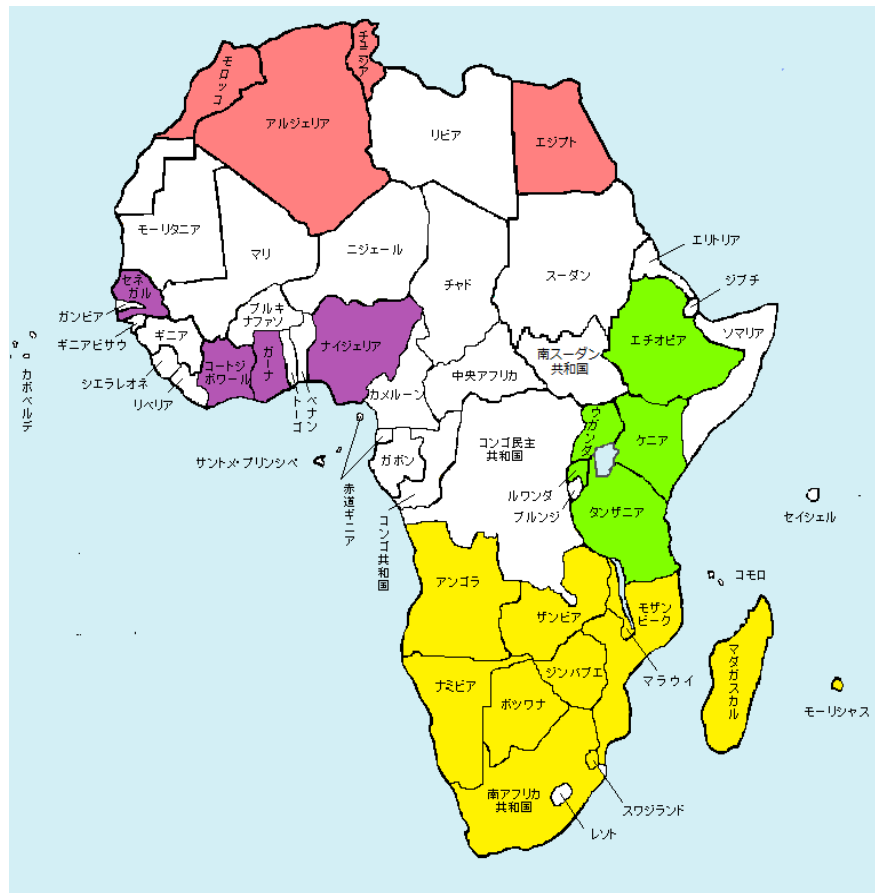 モロッコ
チュニジア
アルジェリア
リビア
エジプト
モーリタニア
マリ
ニジェール
チャド
スーダン
エリトリア
ジブチ
セネ
ガル
ガンビア
ギニアビサウ
ギニア
ブルキ
ナファソ
ナイジェリア
エチオピア
ソマリア
南スーダン
共和国
カボベルデ
シエラレオネ
リベリア
コートジ
ボワール
ガーナ
トーゴ
ベナン
カメルーン
中央アフリカ
ウガンダ
ケニア
コンゴ民主
共和国
サントメ・プリンシペ
赤道ギニア
ガボン
コンゴ共和国
ルワンダ
ブルンジ
タンザニア
セイシェル
コモロ
アンゴラ
ザンビア
モザン
ビーク
マラウイ
マダガスカル
モーリシャス
ナミビア
ボツワナ
ジンバブエ
南アフリカ
共和国
スワジランド
レソト